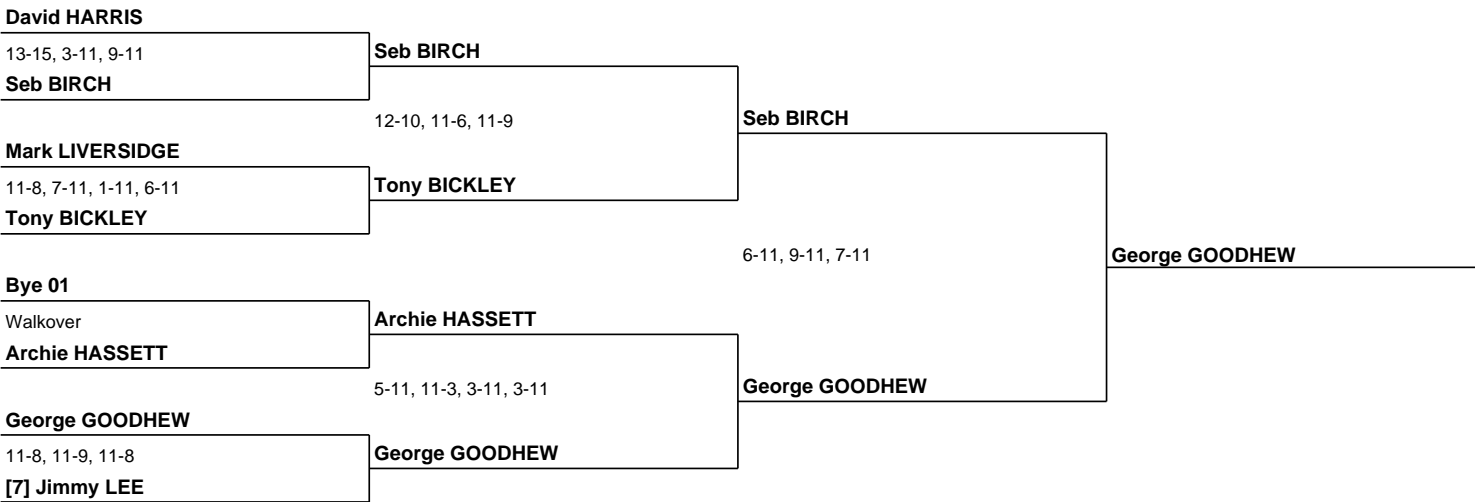 David HARRIS
13-15, 3-11, 9-11
Seb BIRCH
Seb BIRCH
12-10, 11-6, 11-9
Seb BIRCH
Mark LIVERSIDGE
11-8, 7-11, 1-11, 6-11
Tony BICKLEY
Tony BICKLEY
6-11, 9-11, 7-11
George GOODHEW
Bye 01
Walkover
Archie HASSETT
Archie HASSETT
5-11, 11-3, 3-11, 3-11
George GOODHEW
George GOODHEW
11-8, 11-9, 11-8
George GOODHEW
[7] Jimmy LEE